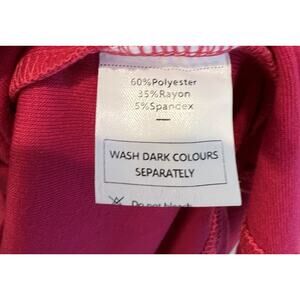 60%Polyester
35%Rayon
5%Spandex
WASH DARK COLOURS
SEPARATELY
Do not bleach